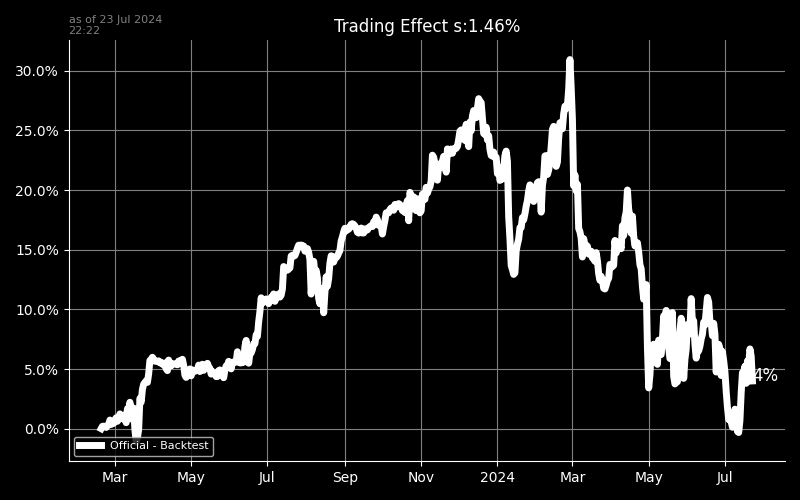 as of 23 Jul 2024
22:22
Trading Effect s:1.46%
30.0%
25.0%
20.0%
15.0%
10.0%
5.0%
0.0%
4%
Official - Backtest
Mar May Jul Sep Nov 2024 Mar May Jul